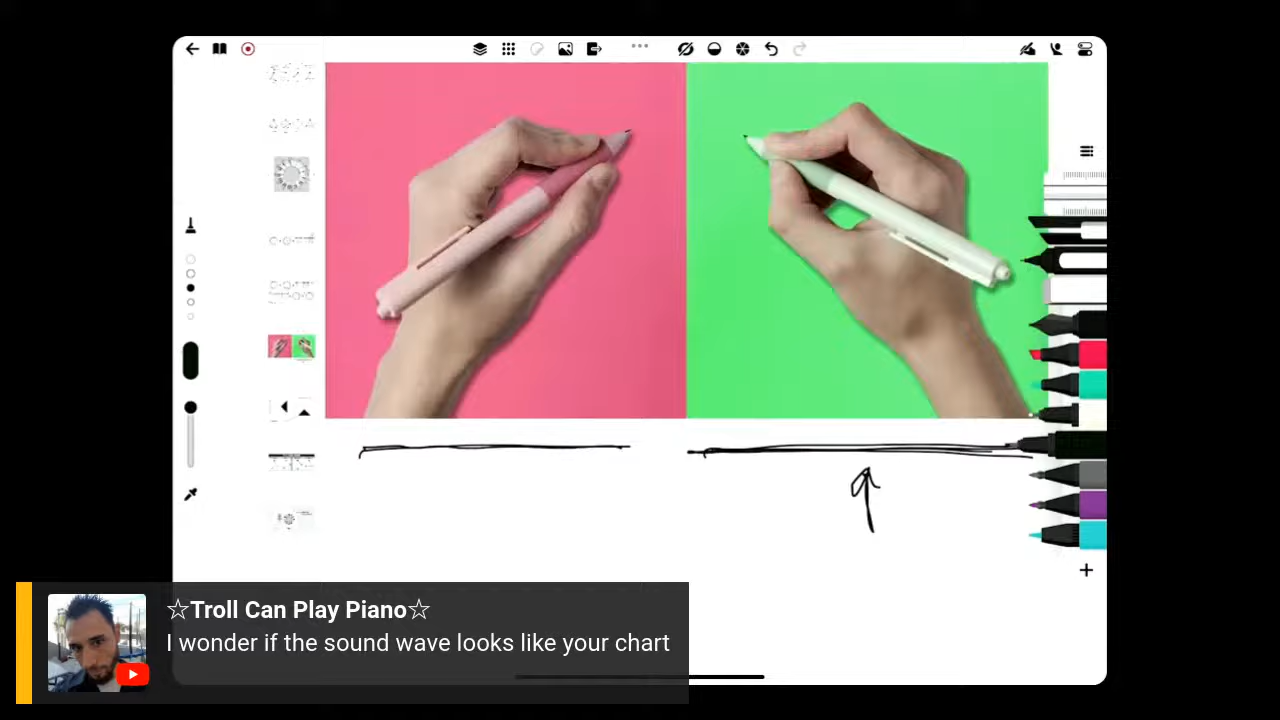 ☆Troll Can Play Piano☆
I wonder if the sound wave looks like your chart